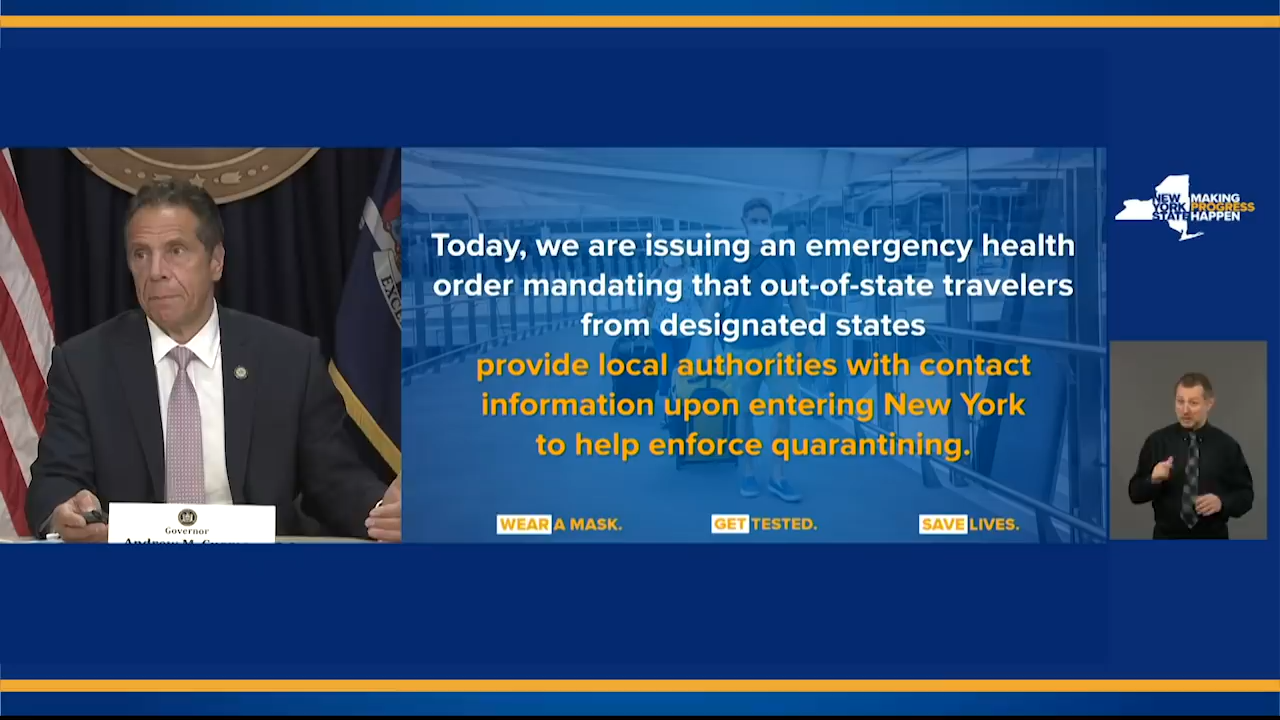 Today, we are issuing an emergency health
order mandating that out-of-state travelers
from designated states
provide local authorities with contact
information upon entering New York
to help enforce quarantining.
WEAR A MASK.
GET TESTED.
SAVE LIVES.
NEW YORK STATE
MAKING PROGRESS HAPPEN
Governor
Andrew M.